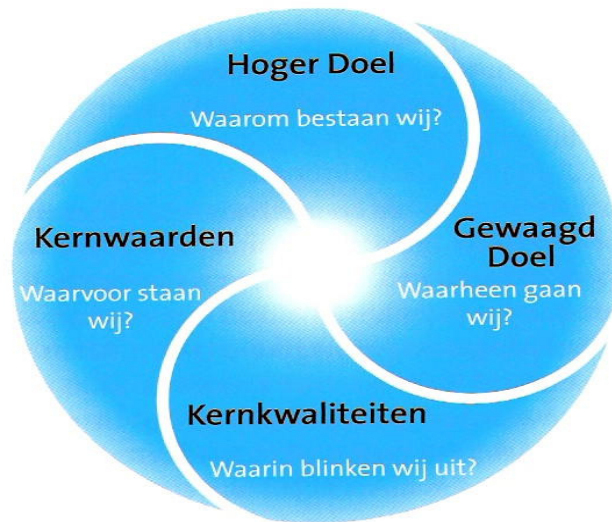 Hoger Doel
Waarom bestaan wij?
Kernwaarden
Waarvoor staan
wij?
Gewaagd
Doel
Waarheen gaan
wij?
Kernkwaliteiten
Waarin blinken wij uit?